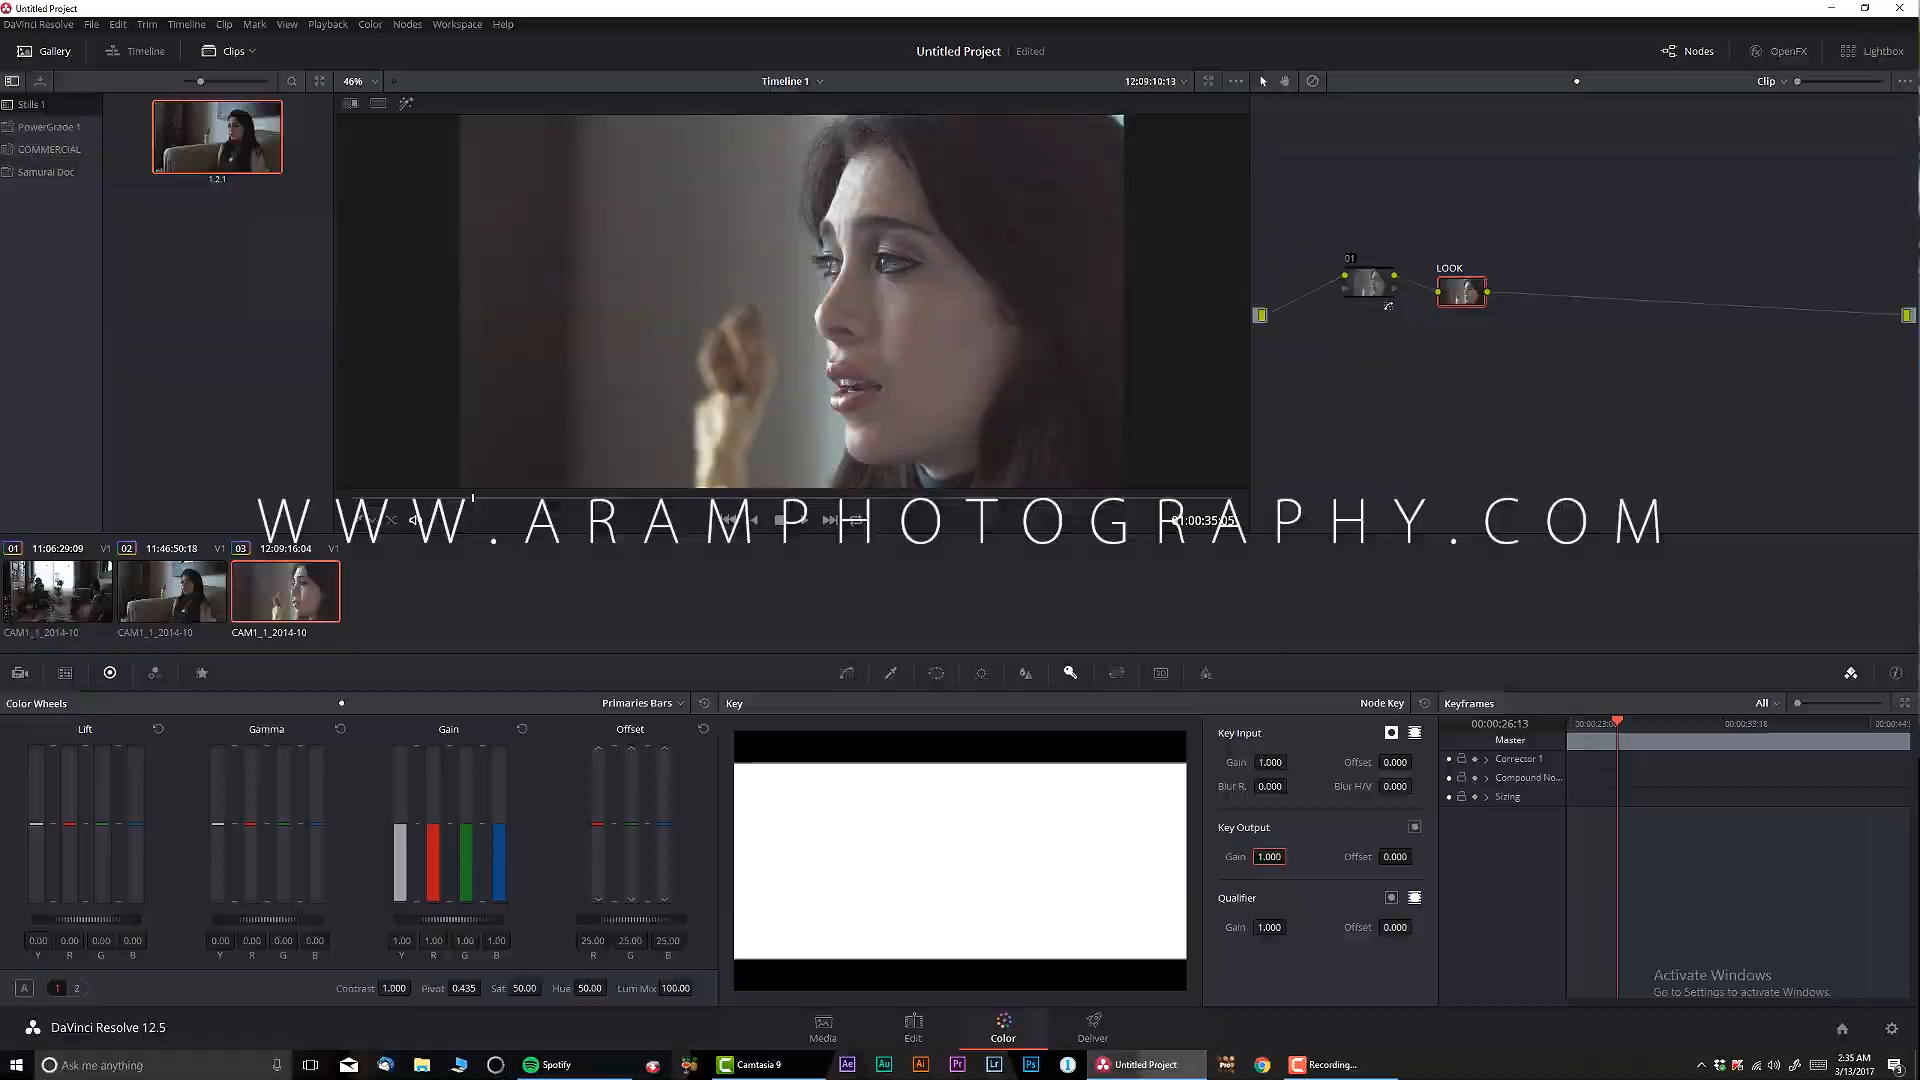 Untitled Project
DaVinci Resolve File Edit Trim Timeline Clip Mark View Playback Color Nodes Workspace Help
Gallery Timeline Clips Untitled Project Edited Nodes OpenFX Lightbox
46% Timeline 1 12:09:10:13 Clip
Stills 1
PowerGrade 1
COMMERCIAL
Samurai Doc
1.2.1
01
LOOK
WWW.ARAMPHOTOGRAPHY.COM
01:00:35:05
01 11:06:29:09 V1 02 11:46:50:18 V1 03 12:09:16:04 V1
CAM1_1_2014-10 CAM1_1_2014-10 CAM1_1_2014-10
Color Wheels Primaries Bars Key Node Key Keyframes All
Lift Gamma Gain Offset
Key Input
Gain 1.000 Offset 0.000
Blur R. 0.000 Blur H/V 0.000
Key Output
Gain 1.000 Offset 0.000
Qualifier
Gain 1.000 Offset 0.000
00:00:26:13 00:00:33:18
Master
Corrector 1
Compound No...
Sizing
0.00 0.00 0.00 0.00 0.00 0.00 0.00 0.00 1.00 1.00 1.00 1.00 25.00 25.00 25.00
Y R G B Y R G B Y R G B R G B
A 1 2 Contrast 1.000 Pivot 0.435 Sat 50.00 Hue 50.00 Lum Mix 100.00
Activate Windows
Go to Settings to activate Windows.
DaVinci Resolve 12.5
Media Edit Color Deliver
Ask me anything Spotify Camtasia 9 Ae Au Ai Pr Lr Ps Untitled Project Recording...
2:35 AM
3/13/2017